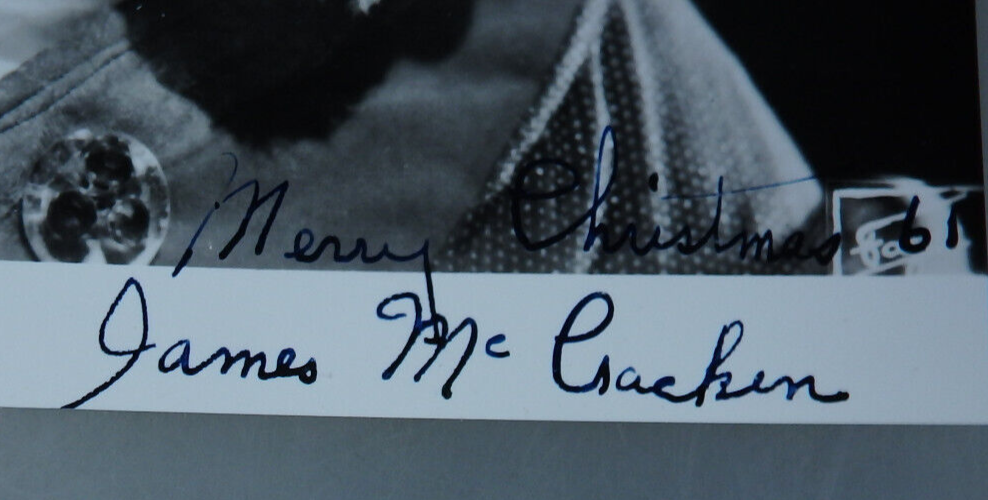 Merry Christmas 61
James McCracken